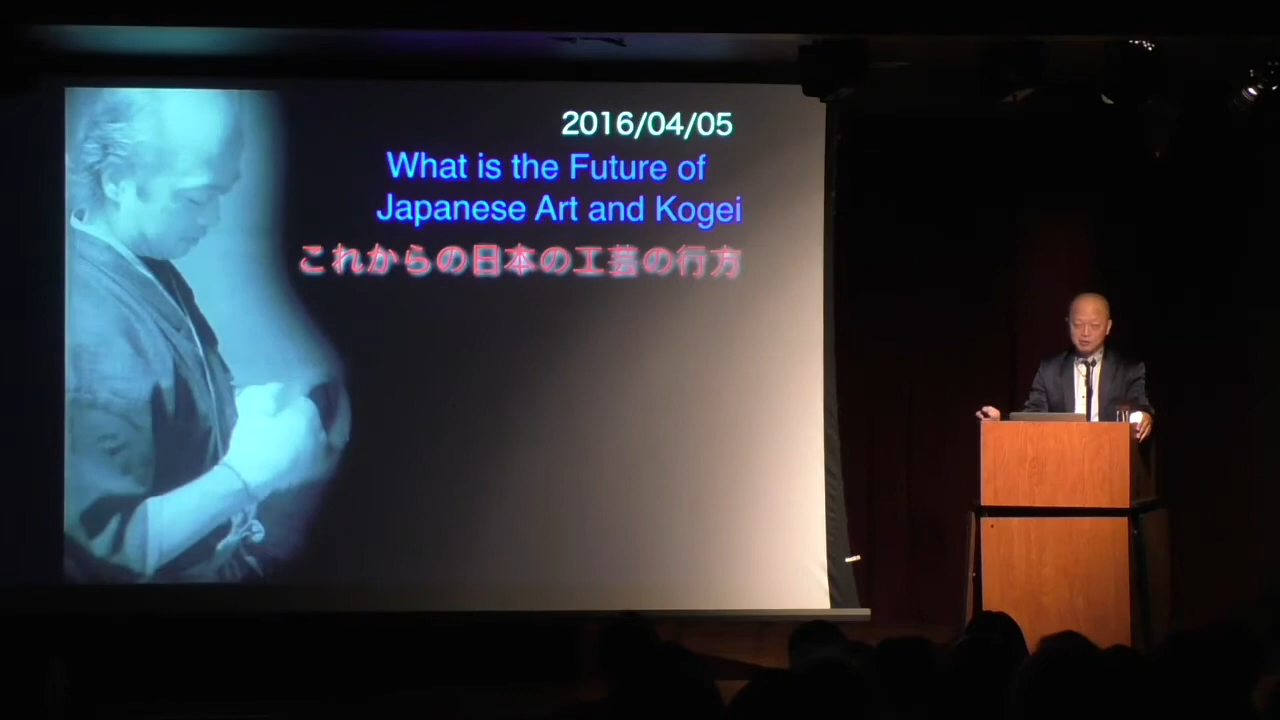 2016/04/05
What is the Future of
Japanese Art and Kogei
これからの日本の工芸の行方